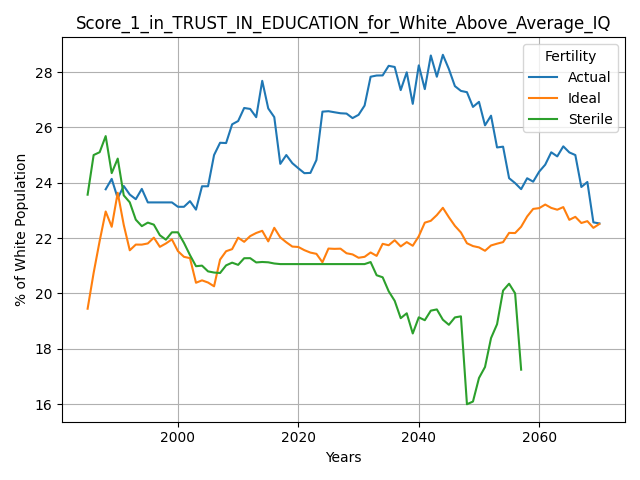 Score_1_in_TRUST_IN_EDUCATION_for_White_Above_Average_IQ
Fertility
Actual
Ideal
Sterile
% of White Population
28
26
24
22
20
18
16
2000 2020 2040 2060
Years